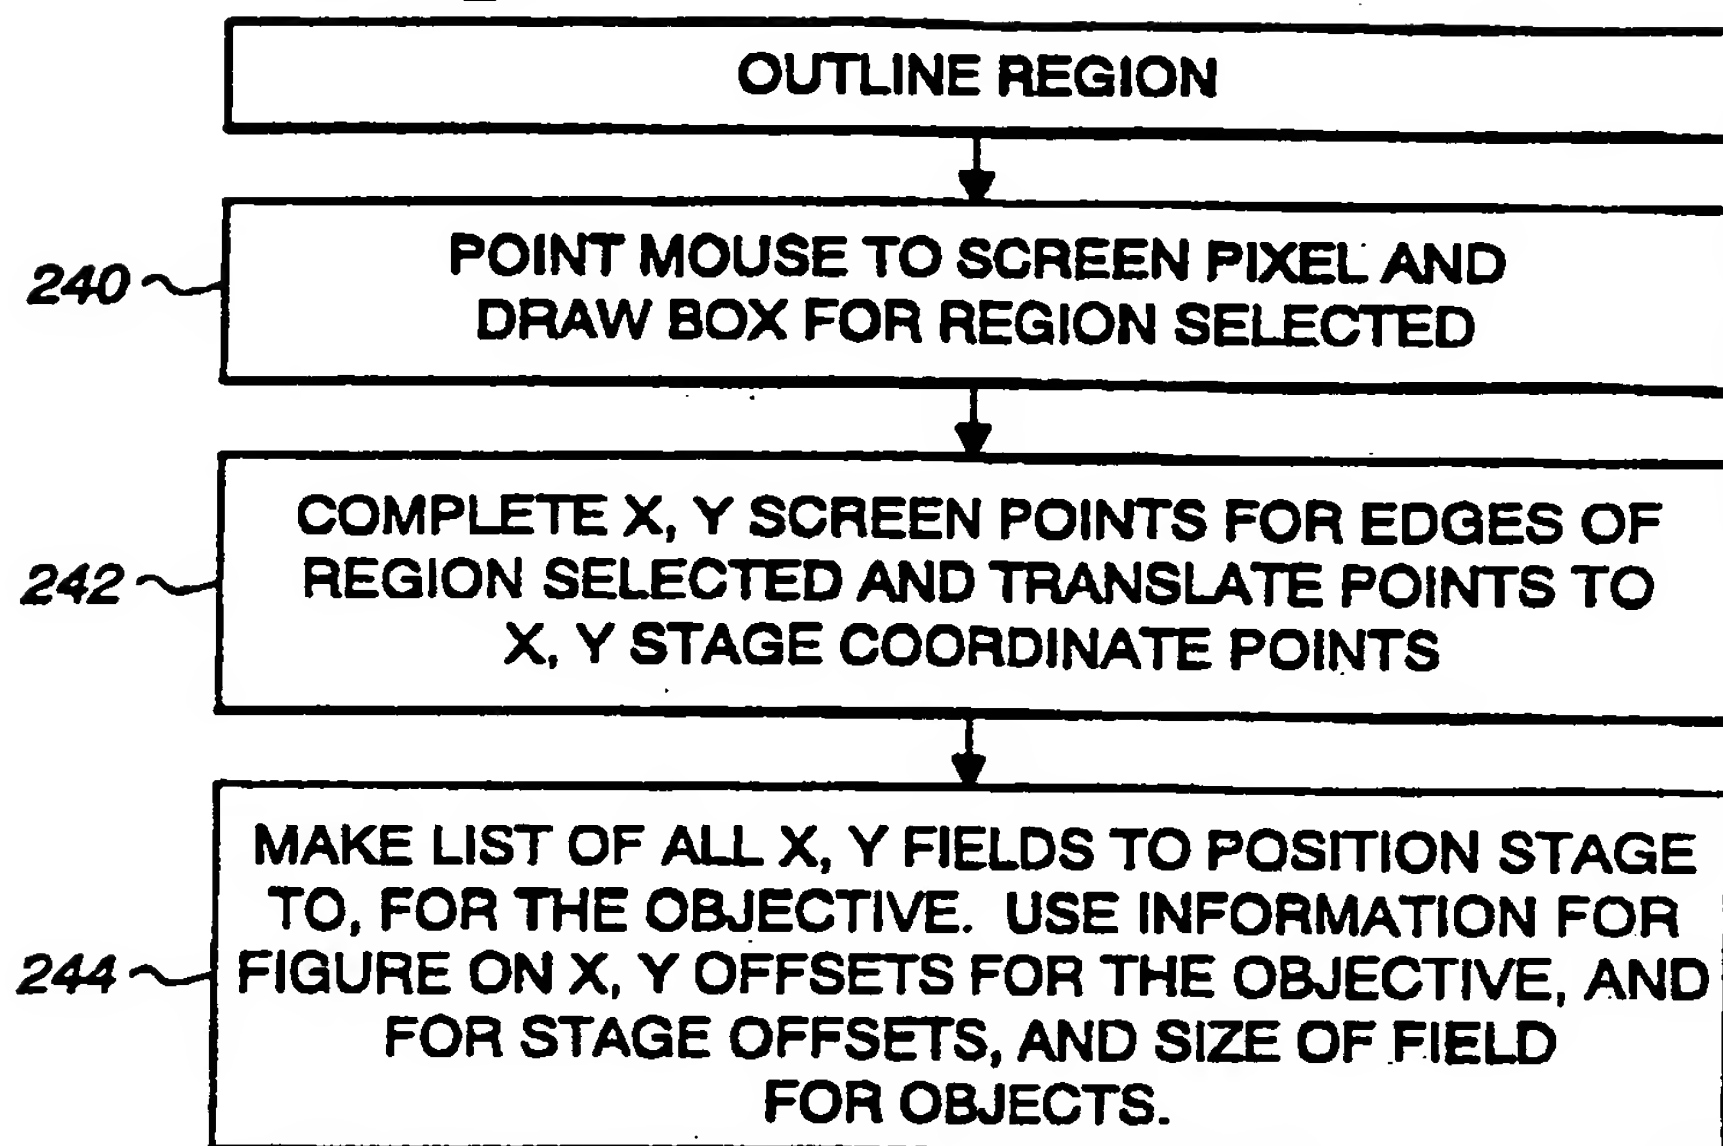 OUTLINE REGION
240
POINT MOUSE TO SCREEN PIXEL AND
DRAW BOX FOR REGION SELECTED
242
COMPLETE X, Y SCREEN POINTS FOR EDGES OF
REGION SELECTED AND TRANSLATE POINTS TO
X, Y STAGE COORDINATE POINTS
244
MAKE LIST OF ALL X, Y FIELDS TO POSITION STAGE
TO, FOR THE OBJECTIVE. USE INFORMATION FOR
FIGURE ON X, Y OFFSETS FOR THE OBJECTIVE, AND
FOR STAGE OFFSETS, AND SIZE OF FIELD
FOR OBJECTS.